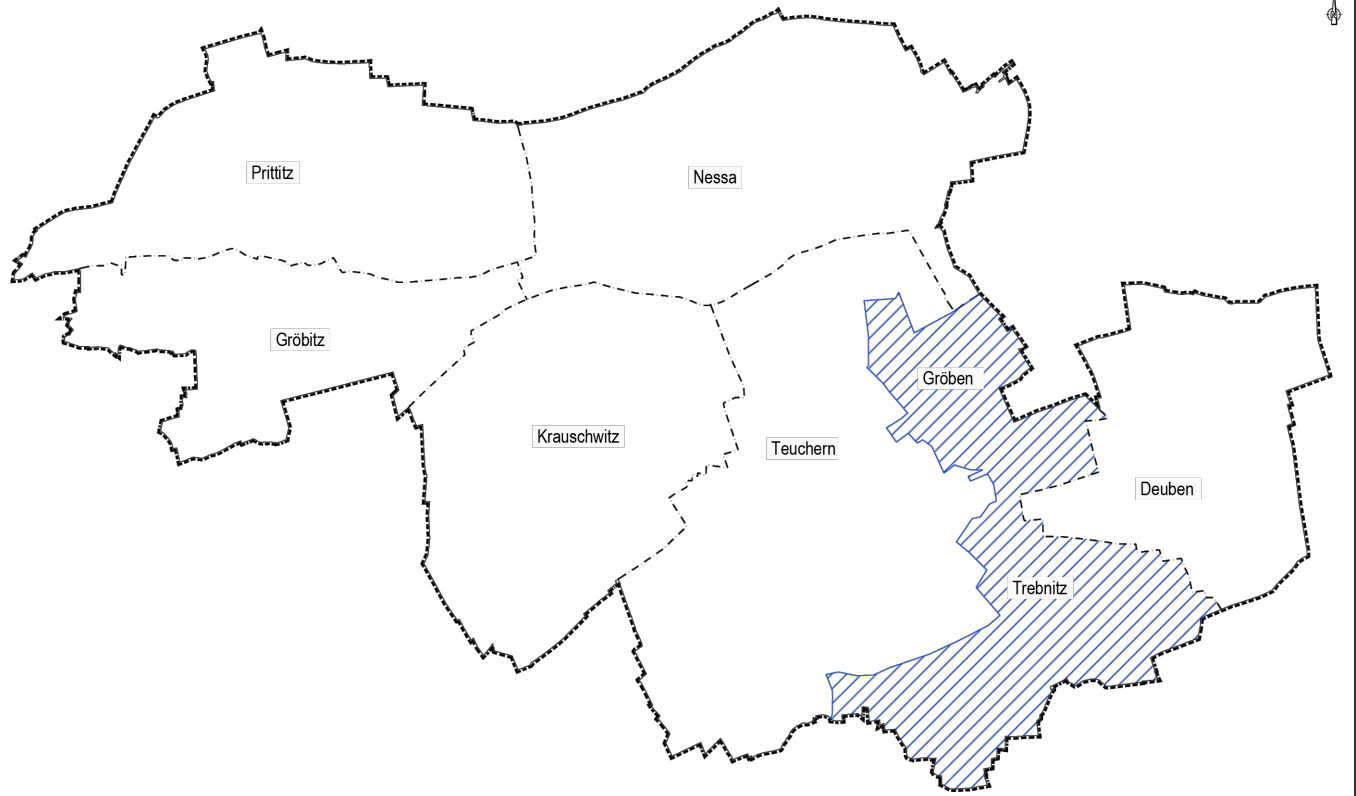 Prittitz
Nessa
Gröbitz
Gröben
Krauschwitz
Teuchern
Deuben
Trebnitz